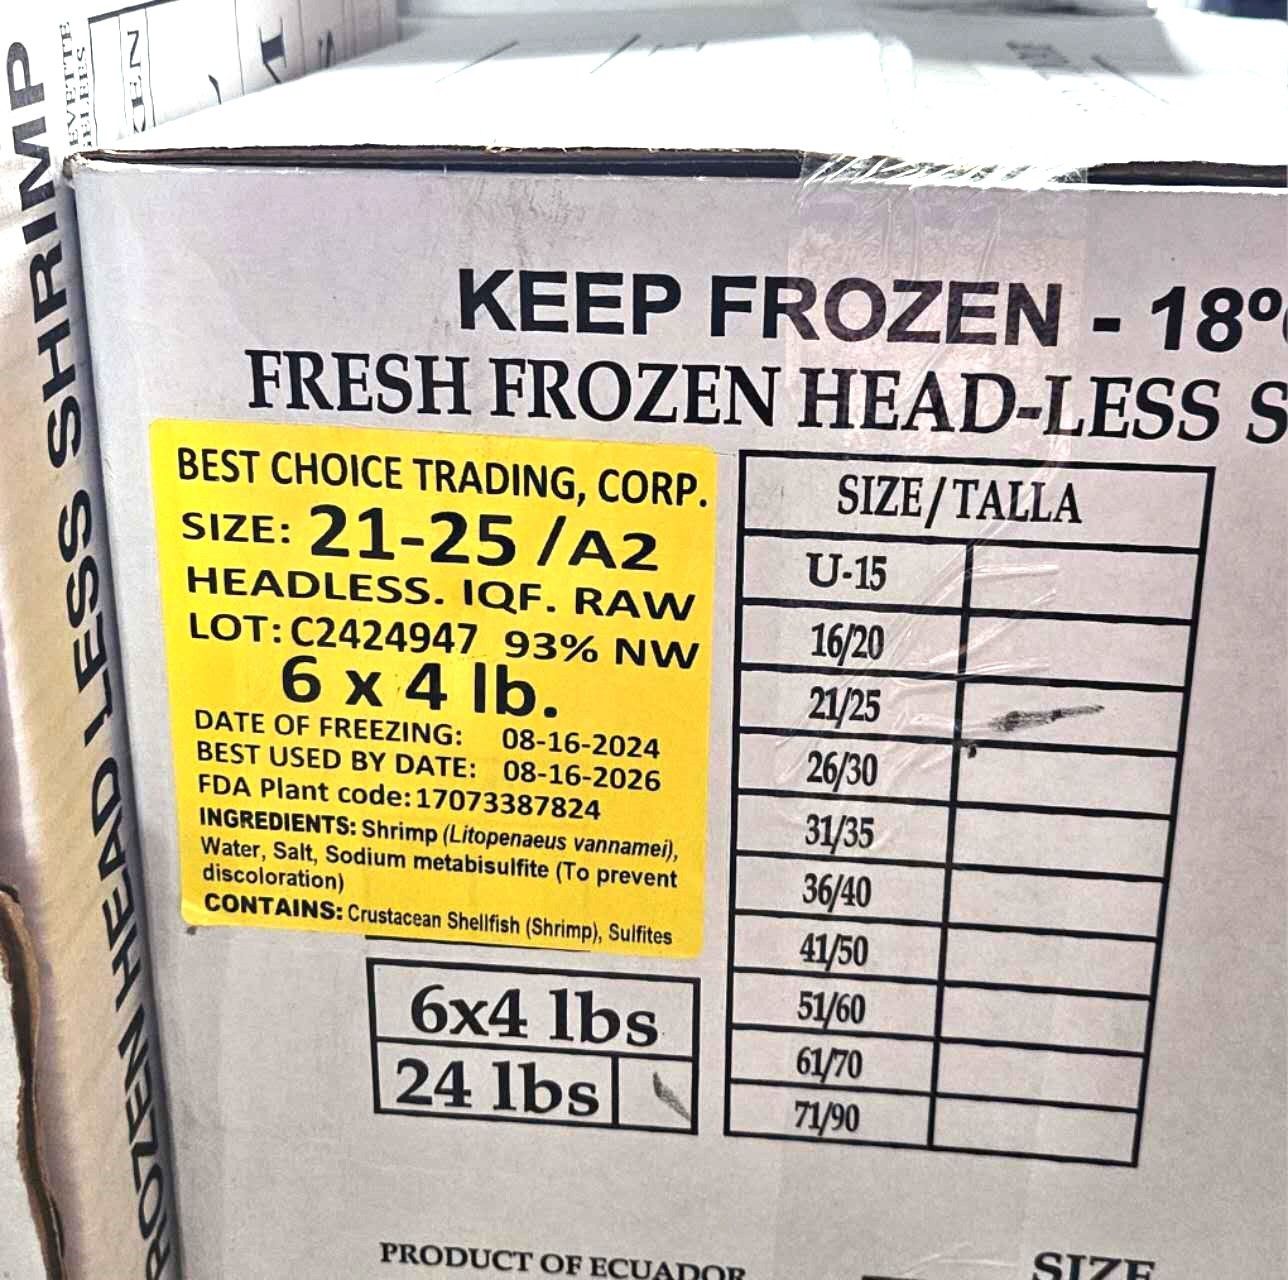 KEEP FROZEN - 18º
FRESH FROZEN HEAD-LESS S
BEST CHOICE TRADING, CORP.
SIZE: 21-25 /A2
HEADLESS. IQF. RAW
LOT: C2424947 93% NW
6 x 4 lb.
DATE OF FREEZING: 08-16-2024
BEST USED BY DATE: 08-16-2026
FDA Plant code: 17073387824
INGREDIENTS: Shrimp (Litopenaeus vannamei),
Water, Salt, Sodium metabisulfite (To prevent
discoloration)
CONTAINS: Crustacean Shellfish (Shrimp), Sulfites
6x4 lbs
24 lbs
SIZE/TALLA
U-15
16/20
21/25
26/30
31/35
36/40
41/50
51/60
61/70
71/90
PRODUCT OF ECUADOR
SIZE
ROZEN HEAD LESS SHRIMP